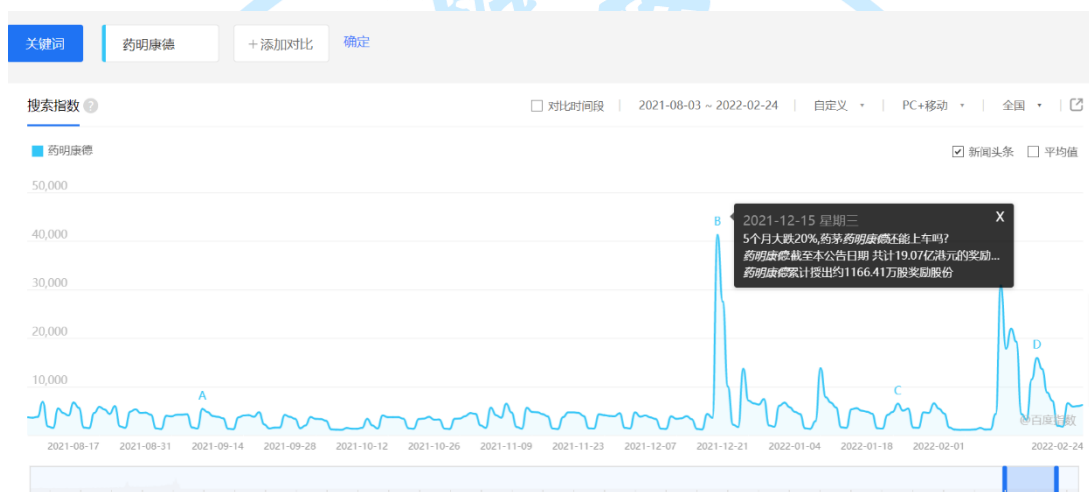 关键词 药明康德 +添加对比 确定
搜索指数 ? 对比时间段 2021-08-03 ~ 2022-02-24 自定义 PC+移动 全国
药明康德 新闻头条 平均值
50,000
40,000
30,000
20,000
10,000
A
B
C
D
2021-12-15 星期三 X
5个月大跌20%,药茅药明康德还能上车吗?
药明康德:截至本公告日期 共计19.07亿港元的奖励...
药明康德累计授出约1166.41万股奖励股份
@百度指数
2021-08-17 2021-08-31 2021-09-14 2021-09-28 2021-10-12 2021-10-26 2021-11-09 2021-11-23 2021-12-07 2021-12-21 2022-01-04 2022-01-18 2022-02-01 2022-02-24